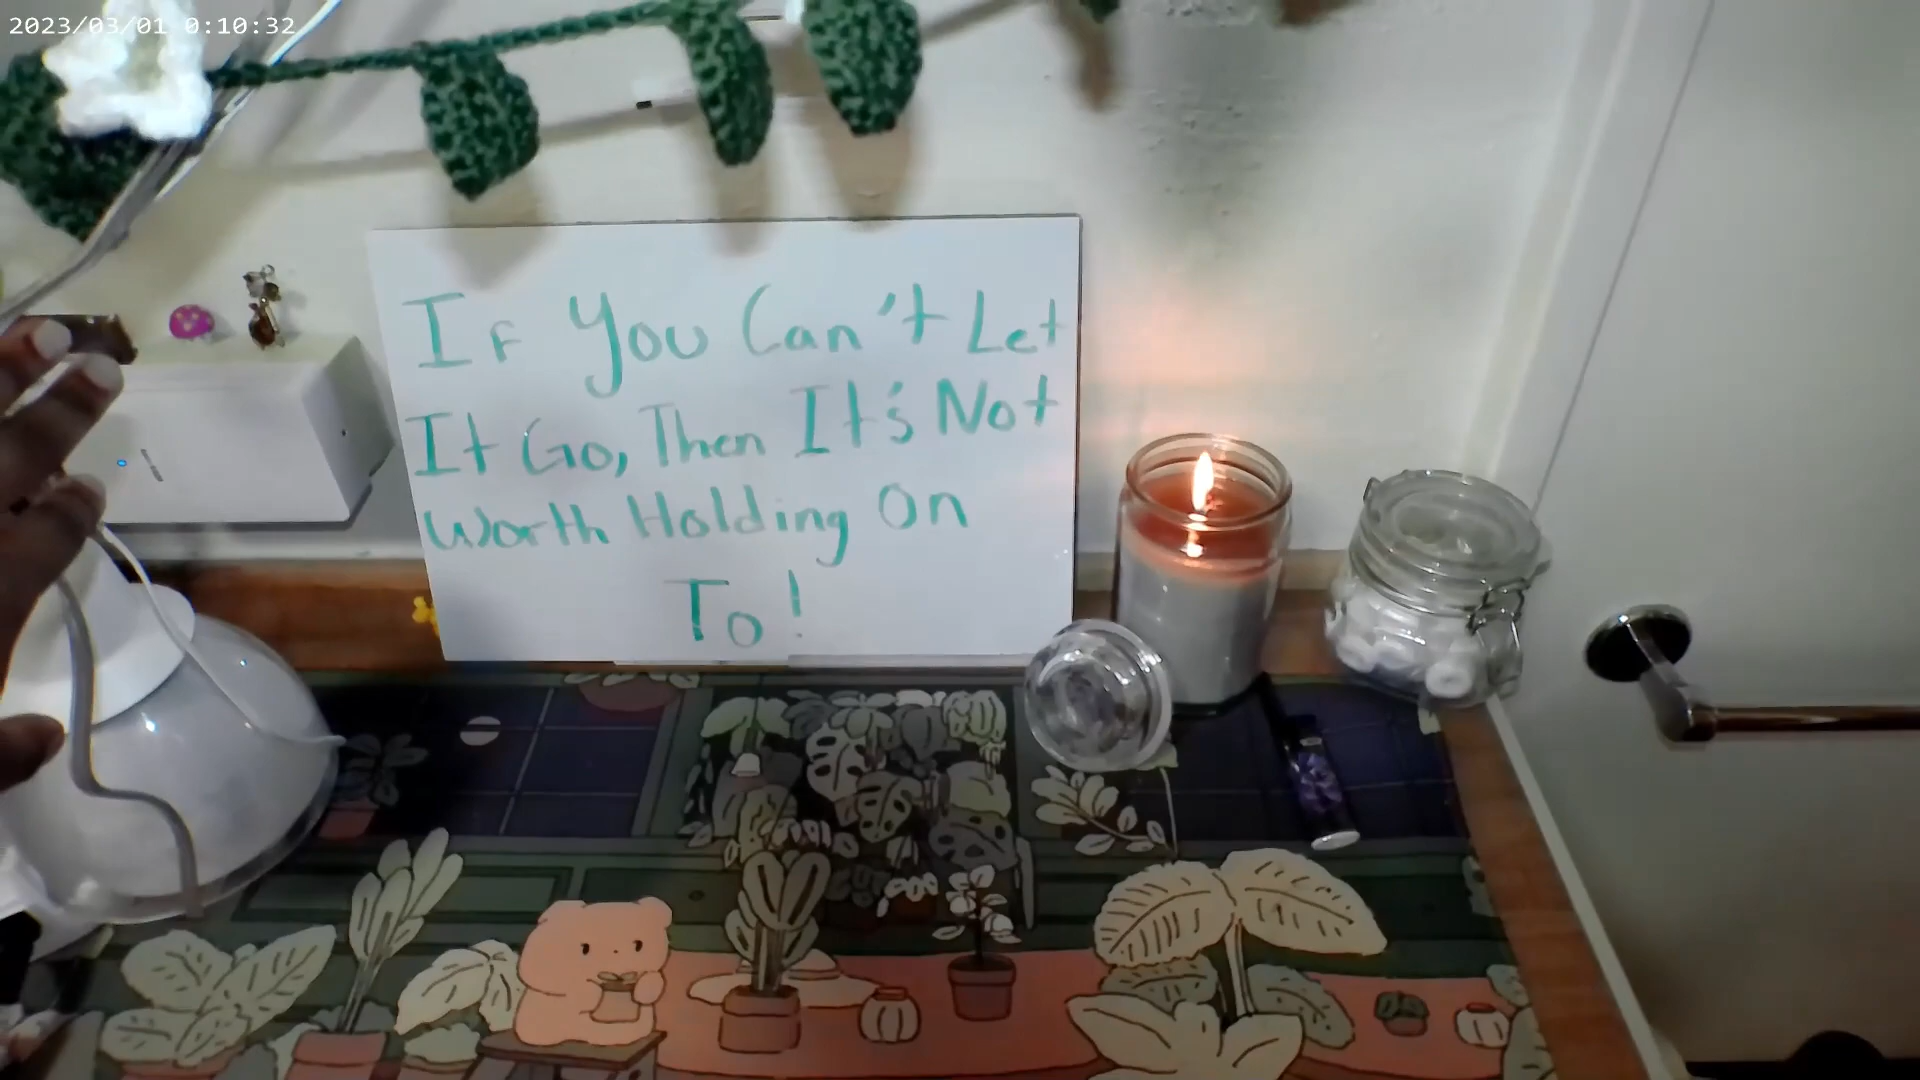 2023/03/01 0:10:32
If You Can't Let
It Go, Then It's Not
Worth Holding On
To!